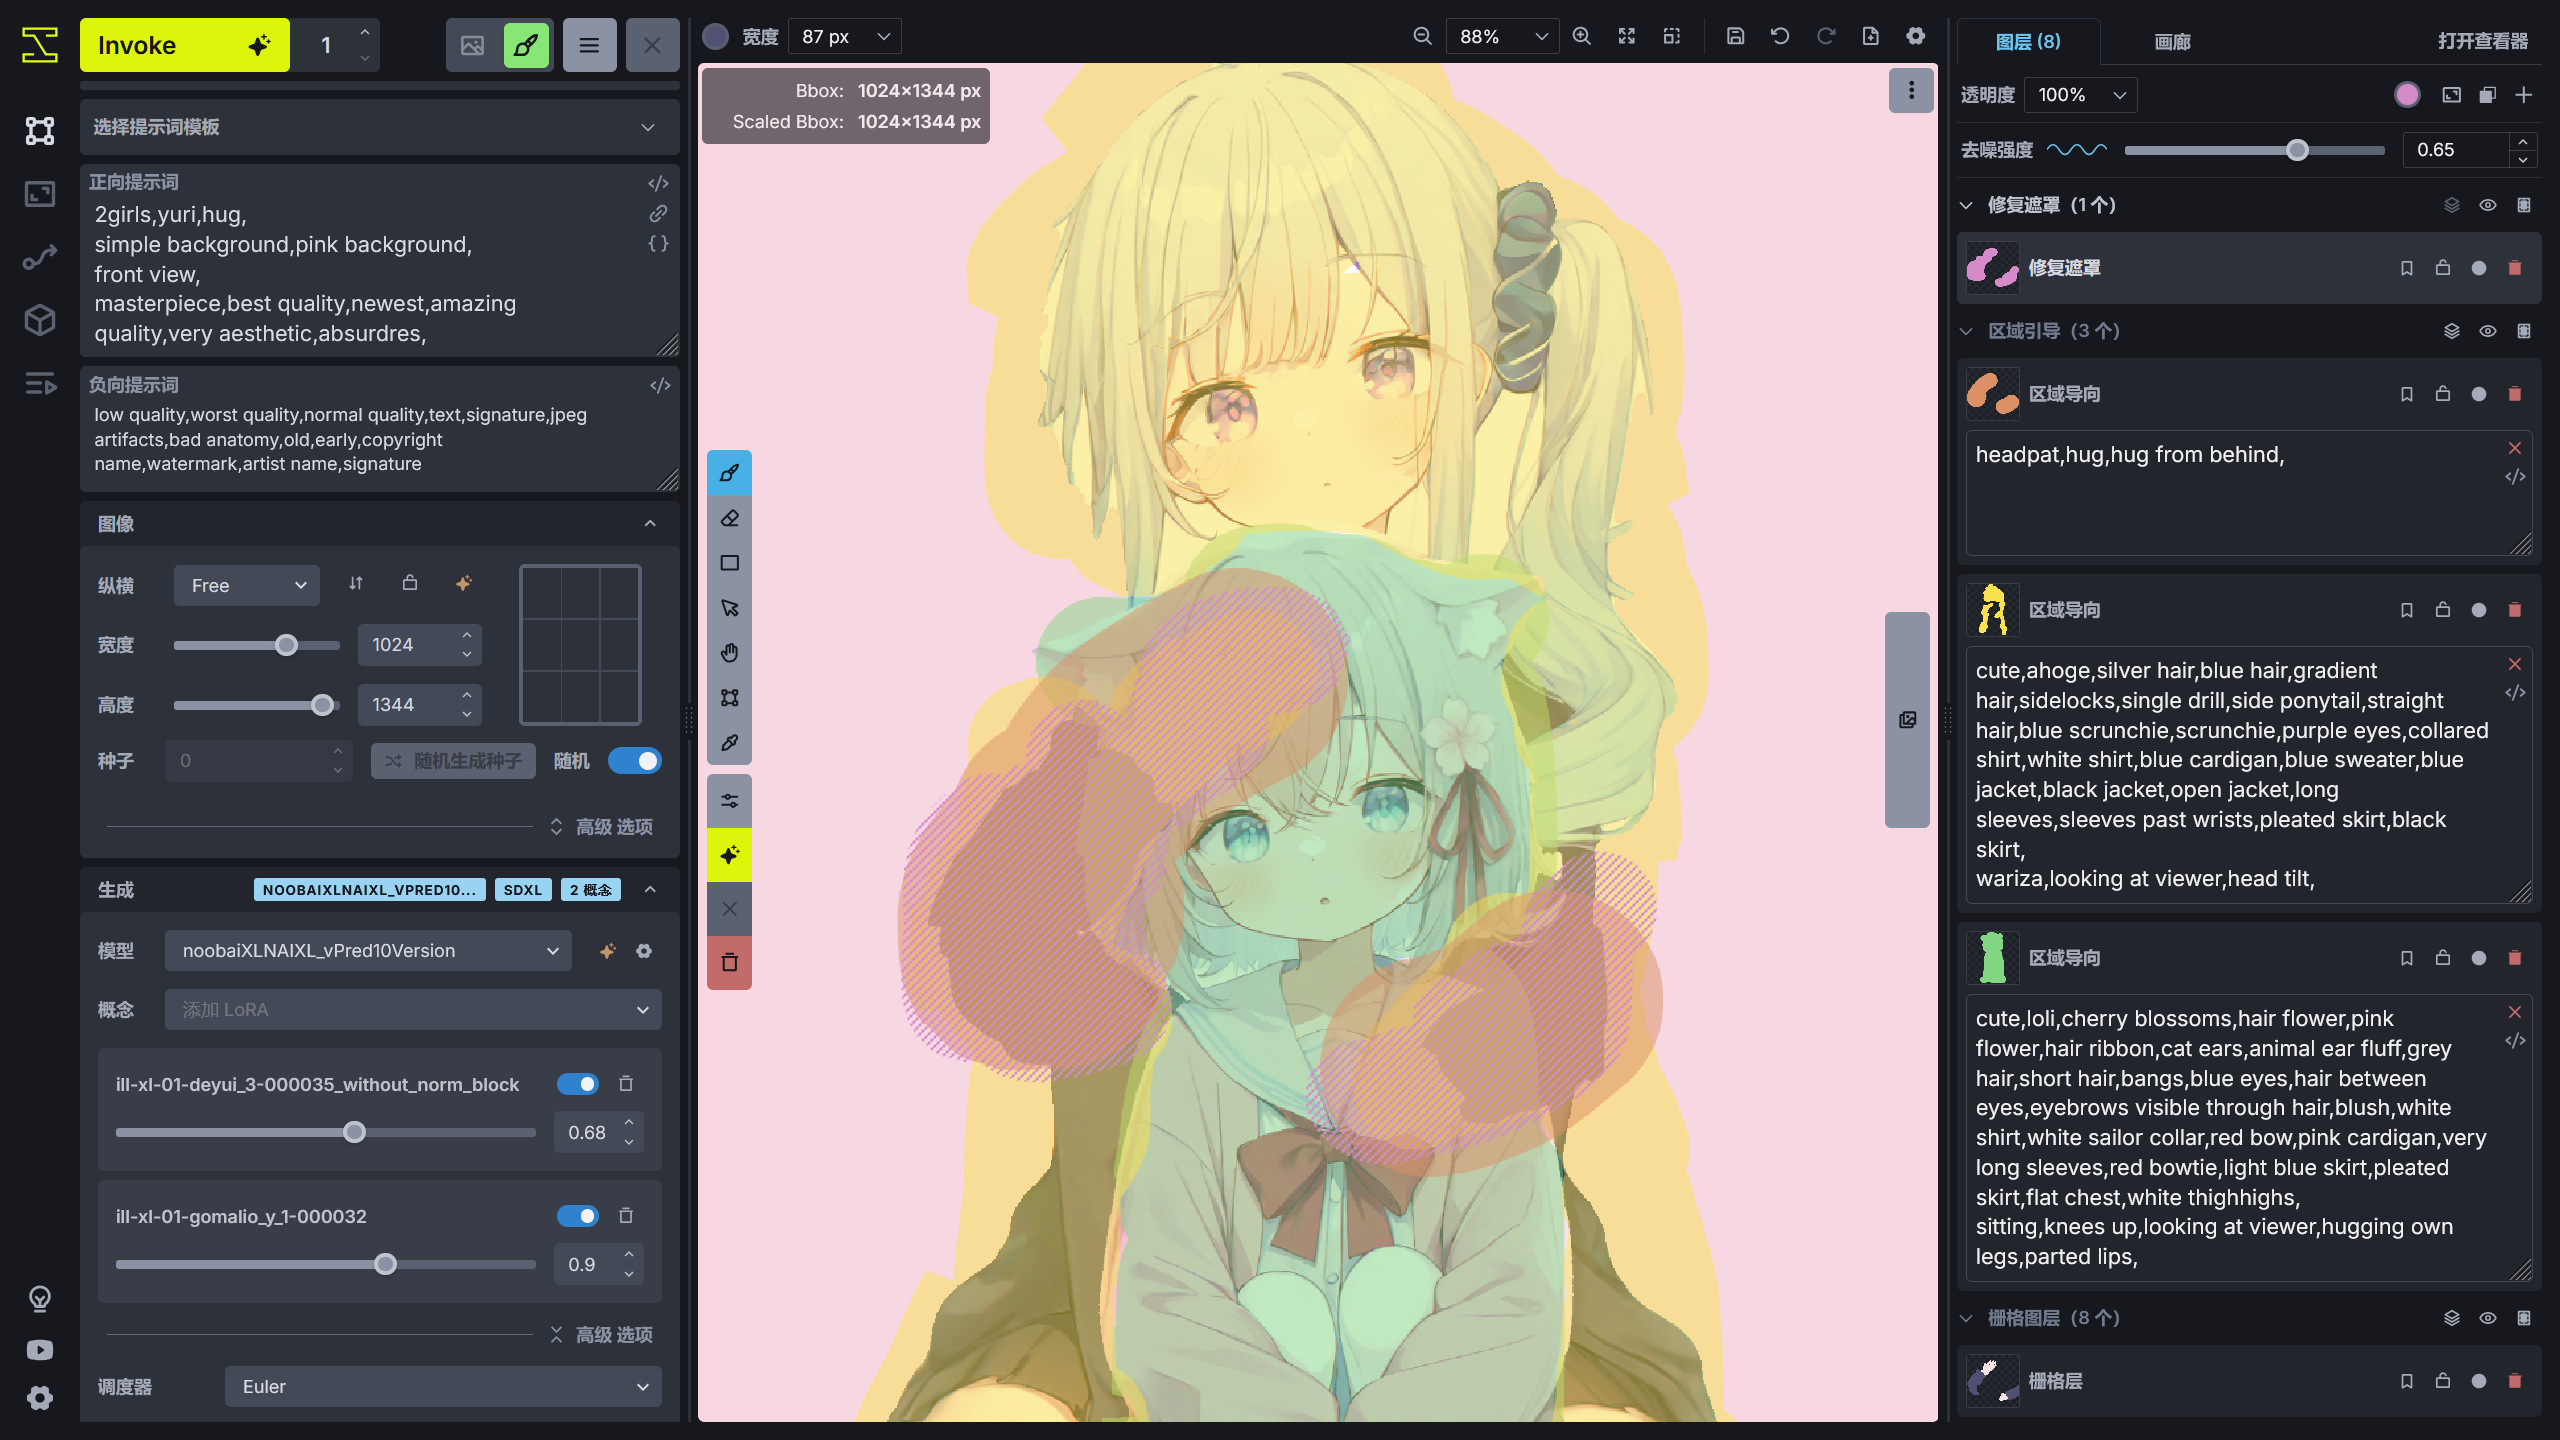 Invoke
1
选择提示词模板
正向提示词
2girls,yuri,hug,
simple background,pink background,
front view,
masterpiece,best quality,newest,amazing
quality,very aesthetic,absurdres,
负向提示词
low quality,worst quality,normal quality,text,signature,jpeg
artifacts,bad anatomy,old,early,copyright
name,watermark,artist name,signature
图像
纵横
Free
宽度
1024
高度
1344
种子
0
随机生成种子
随机
高级 选项
生成
NOOBAIXLNAIXL_VPRED10...
SDXL
2 概念
模型
noobaiXLNAIXL_vPred10Version
概念
添加 LoRA
ill-xl-01-deyui_3-000035_without_norm_block
0.68
ill-xl-01-gomalio_y_1-000032
0.9
高级 选项
调度器
Euler
宽度
87 px
88%
Bbox: 1024×1344 px
Scaled Bbox: 1024×1344 px
图层 (8)
画廊
打开查看器
透明度
100%
去噪强度
0.65
修复遮罩 (1 个)
修复遮罩
区域引导 (3 个)
区域导向
headpat,hug,hug from behind,
区域导向
cute,ahoge,silver hair,blue hair,gradient
hair,sidelocks,single drill,side ponytail,straight
hair,blue scrunchie,scrunchie,purple eyes,collared
shirt,white shirt,blue cardigan,blue sweater,blue
jacket,black jacket,open jacket,long
sleeves,sleeves past wrists,pleated skirt,black
skirt,
wariza,looking at viewer,head tilt,
区域导向
cute,loli,cherry blossoms,hair flower,pink
flower,hair ribbon,cat ears,animal ear fluff,grey
hair,short hair,bangs,blue eyes,hair between
eyes,eyebrows visible through hair,blush,white
shirt,white sailor collar,red bow,pink cardigan,very
long sleeves,red bowtie,light blue skirt,pleated
skirt,flat chest,white thighhighs,
sitting,knees up,looking at viewer,hugging own
legs,parted lips,
栅格图层 (8 个)
栅格层